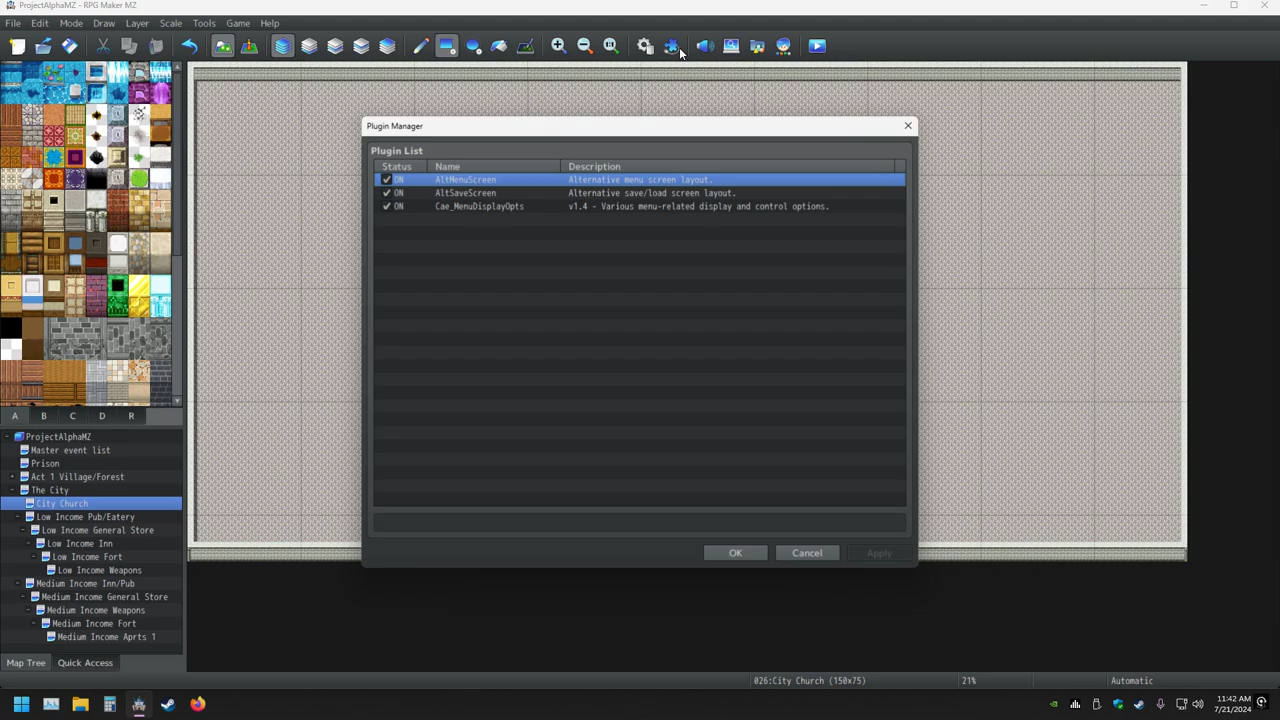 ProjectAlphaMZ - RPG Maker MZ
File Edit Mode Draw Layer Scale Tools Game Help
Plugin Manager
Plugin List
Status Name Description
ON AltMenuScreen Alternative menu screen layout.
ON AltSaveScreen Alternative save/load screen layout.
ON Cae_MenuDisplayOpts v1.4 - Various menu-related display and control options.
OK Cancel Apply
A B C D R
ProjectAlphaMZ
Master event list
Prison
Act 1 Village/Forest
The City
City Church
Low Income Pub/Eatery
Low Income General Store
Low Income Inn
Low Income Fort
Low Income Weapons
Medium Income Inn/Pub
Medium Income General Store
Medium Income Weapons
Medium Income Fort
Medium Income Aprts 1
Map Tree Quick Access
026:City Church (150x75) 21% Automatic
11:42 AM
7/21/2024